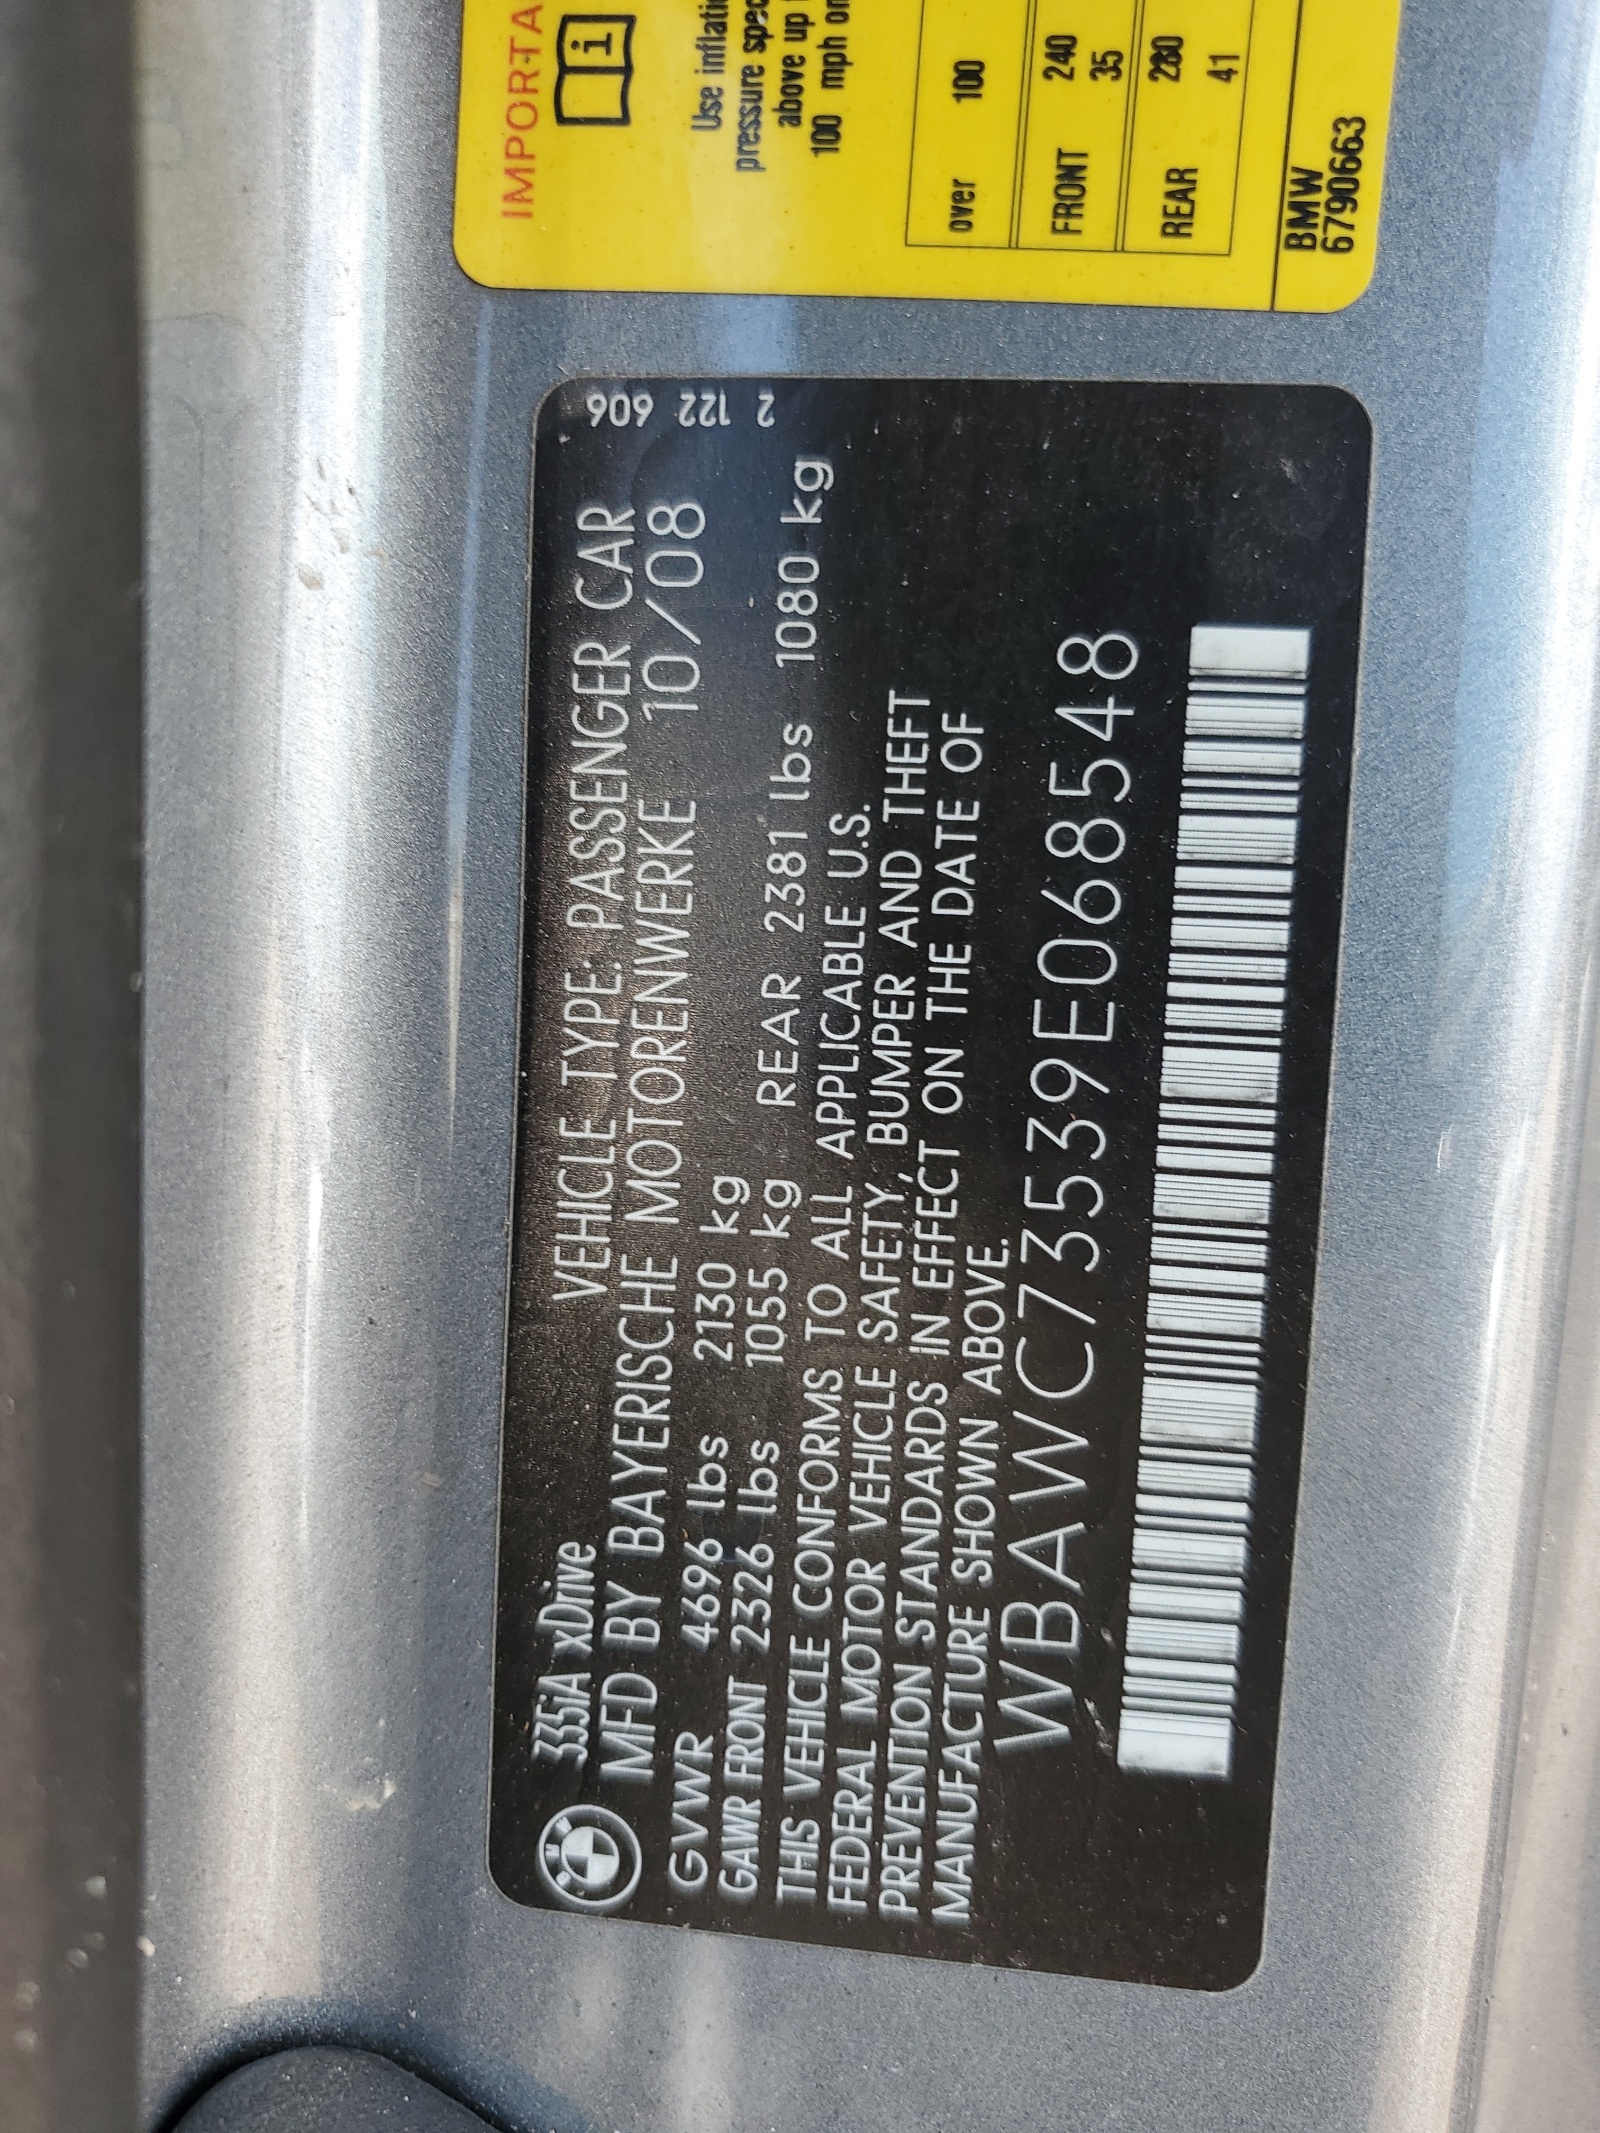 335iA xDrive VEHICLE TYPE: PASSENGER CAR
MFD BY BAYERISCHE MOTORENWERKE 10/08
GVWR 4696 lbs 2130 kg
GAWR FRONT 2326 lbs 1055 kg REAR 2381 lbs 1080 kg
THIS VEHICLE CONFORMS TO ALL APPLICABLE U.S.
FEDERAL MOTOR VEHICLE SAFETY, BUMPER AND THEFT
PREVENTION STANDARDS IN EFFECT ON THE DATE OF
MANUFACTURE SHOWN ABOVE.
WBAWC73539E068548
2 122 606
IMPORTA
i
Use inflatio
pressure spec
above up
100 mph or
over 100
FRONT 240
35
REAR 280
41
BMW
6790663